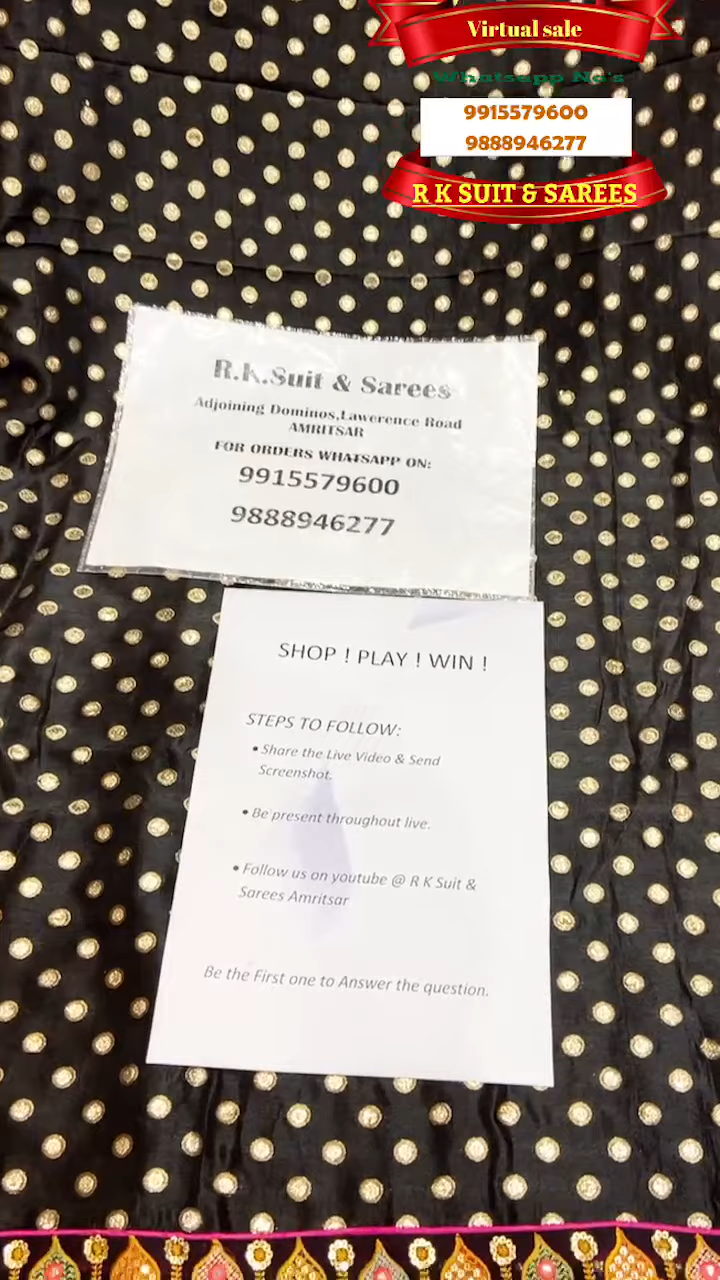 Virtual sale
Whatsapp No's
9915579600
9888946277
R K SUIT & SAREES
R.K.Suit & Sarees
Adjoining Dominos,Lawerence Road
AMRITSAR
FOR ORDERS WHATSAPP ON:
9915579600
9888946277
SHOP ! PLAY ! WIN !
STEPS TO FOLLOW:
• Share the Live Video & Send
Screenshot.
• Be present throughout live.
• Follow us on youtube @ R K Suit &
Sarees Amritsar
Be the First one to Answer the question.